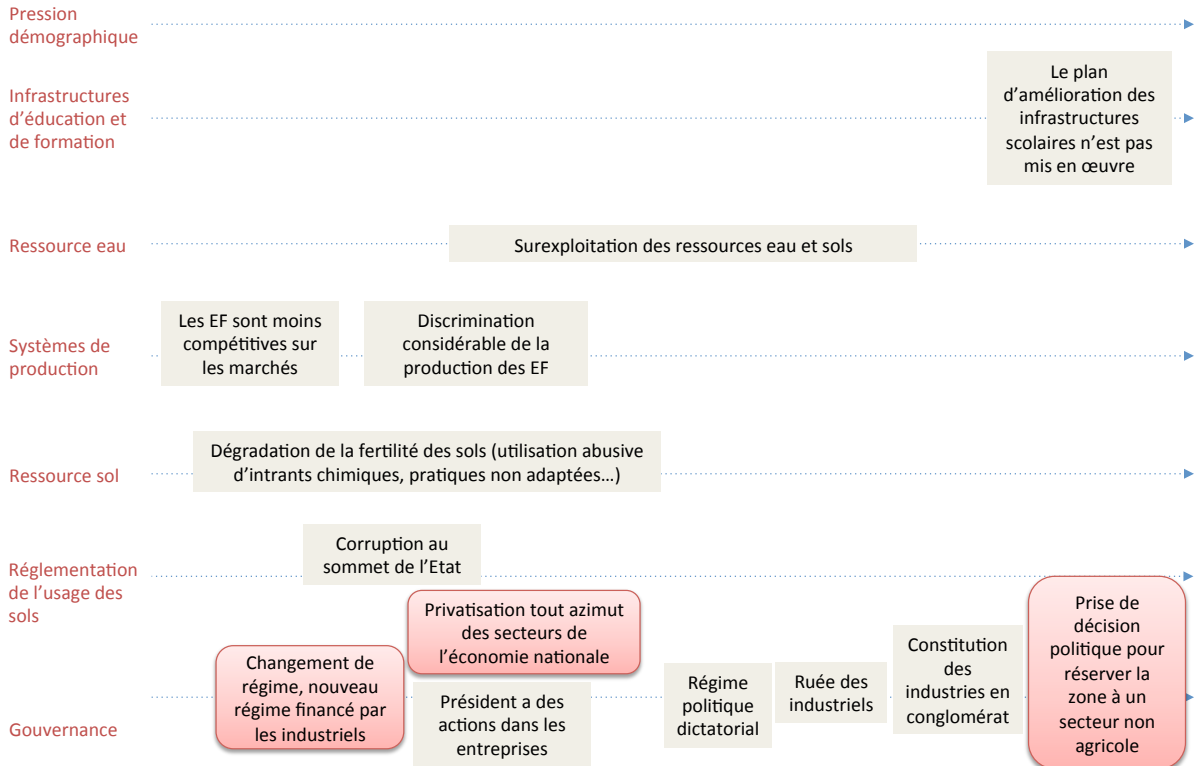 Pression
démographique
Le plan
d’amélioration des
infrastructures
scolaires n’est pas
mis en œuvre
Infrastructures
d’éducation et
de formation
Ressource eau
Surexploitation des ressources eau et sols
Les EF sont moins
compétitives sur
les marchés
Discrimination
considérable de la
production des EF
Systèmes de
production
Dégradation de la fertilité des sols (utilisation abusive
d’intrants chimiques, pratiques non adaptées…)
Ressource sol
Corruption au
sommet de l’Etat
Réglementation
de l’usage des
sols
Privatisation tout azimut
des secteurs de
l’économie nationale
Prise de
décision
politique pour
réserver la
zone à un
secteur non
agricole
Changement de
régime, nouveau
régime financé par
les industriels
Président a des
actions dans les
entreprises
Régime
politique
dictatorial
Ruée des
industriels
Constitution
des
industries en
conglomérat
Gouvernance